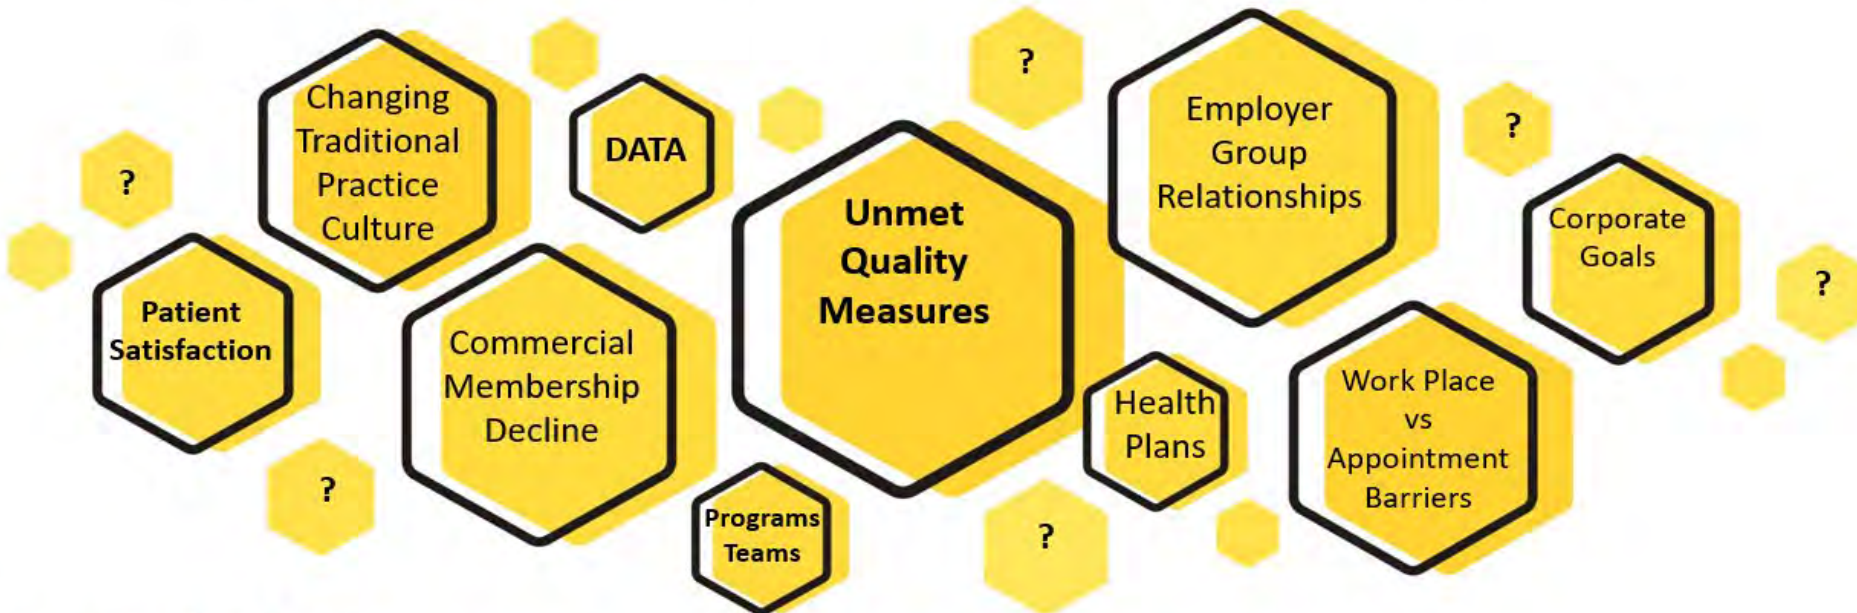 ?
Patient
Satisfaction
Changing
Traditional
Practice
Culture
?
Commercial
Membership
Decline
DATA
Programs
Teams
Unmet
Quality
Measures
?
?
Health
Plans
Employer
Group
Relationships
Work Place
vs
Appointment
Barriers
?
Corporate
Goals
?